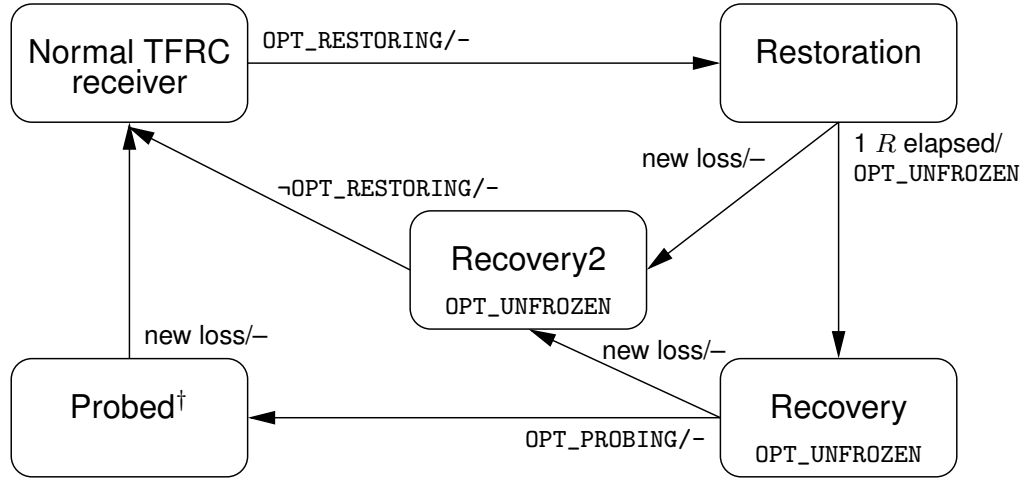 Normal TFRC
receiver
OPT_RESTORING/-
Restoration
1 R elapsed/
OPT_UNFROZEN
new loss/–
¬OPT_RESTORING/-
Recovery2
OPT_UNFROZEN
new loss/–
new loss/–
Probed†
OPT_PROBING/-
Recovery
OPT_UNFROZEN